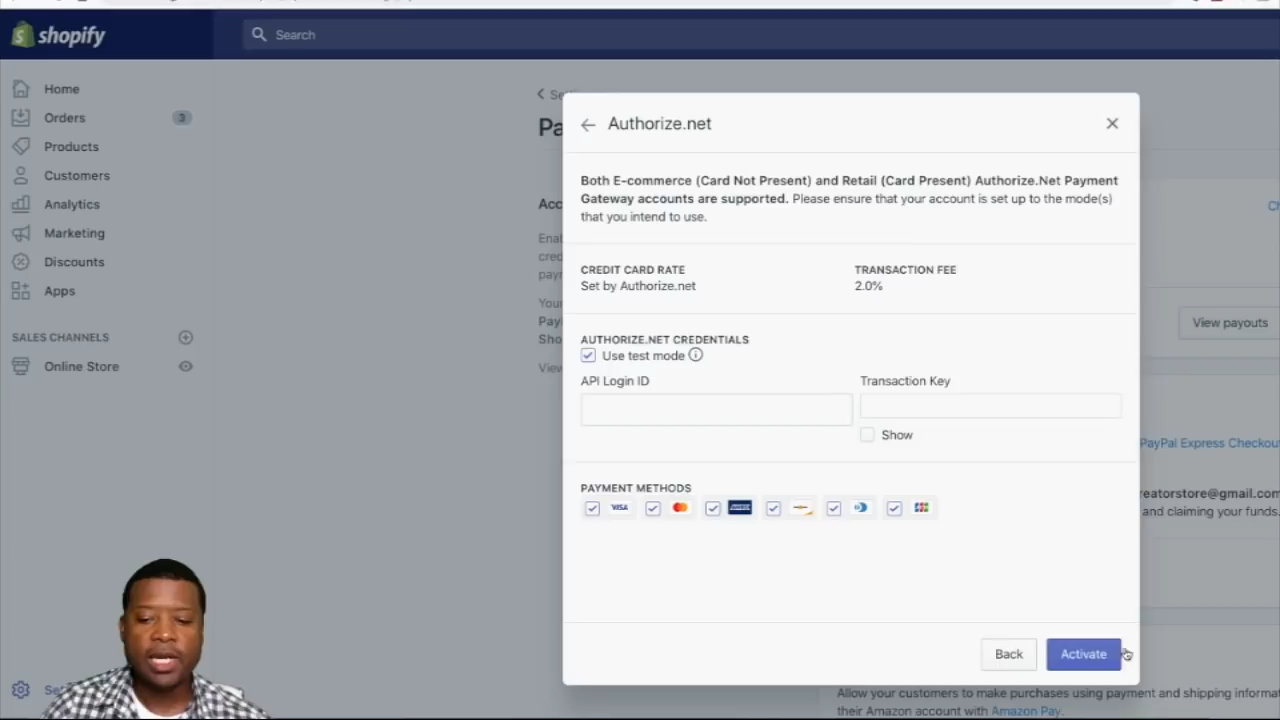 shopify
Search
Home
Orders 3
Products
Customers
Analytics
Marketing
Discounts
Apps
SALES CHANNELS
Online Store
Authorize.net
Both E-commerce (Card Not Present) and Retail (Card Present) Authorize.Net Payment
Gateway accounts are supported. Please ensure that your account is set up to the mode(s)
that you intend to use.
CREDIT CARD RATE
Set by Authorize.net
TRANSACTION FEE
2.0%
AUTHORIZE.NET CREDENTIALS
Use test mode
API Login ID
Transaction Key
Show
PAYMENT METHODS
VISA
Back
Activate
View payouts
PayPal Express Checkou
reatorstore@gmail.com
and claiming your funds.
Allow your customers to make purchases using payment and shipping informat
their Amazon account with Amazon Pay.